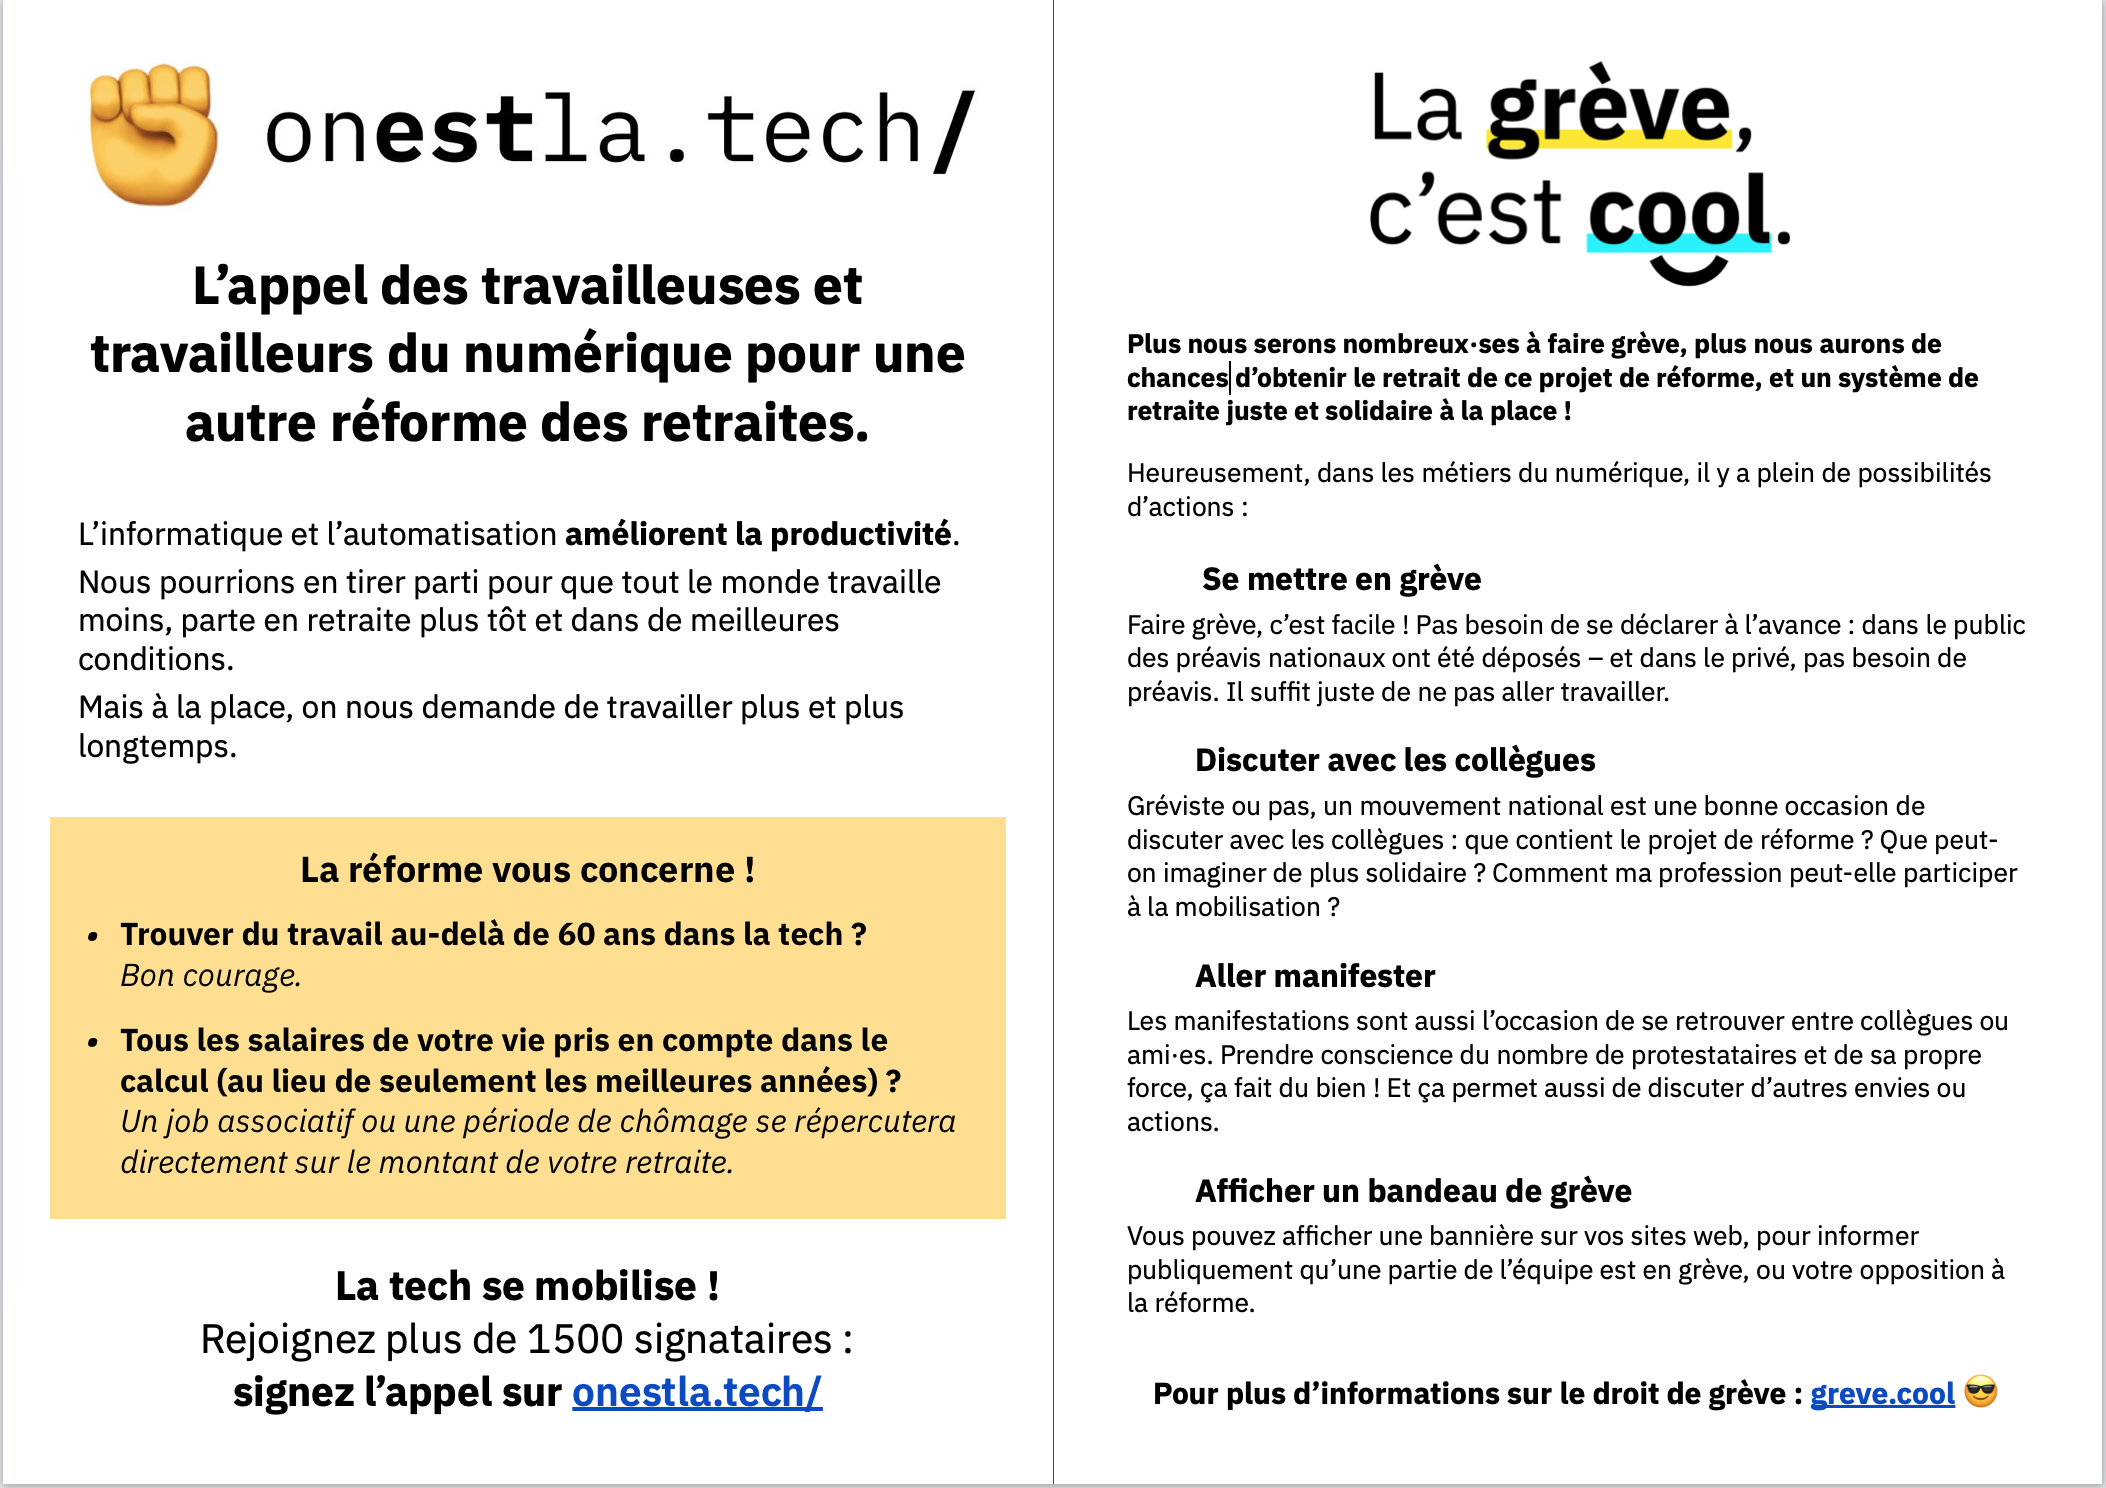 onestla.tech/
L’appel des travailleuses et
travailleurs du numérique pour une
autre réforme des retraites.
L’informatique et l’automatisation améliorent la productivité.
Nous pourrions en tirer parti pour que tout le monde travaille
moins, parte en retraite plus tôt et dans de meilleures
conditions.
Mais à la place, on nous demande de travailler plus et plus
longtemps.
La réforme vous concerne !
• Trouver du travail au-delà de 60 ans dans la tech ?
Bon courage.
• Tous les salaires de votre vie pris en compte dans le
calcul (au lieu de seulement les meilleures années) ?
Un job associatif ou une période de chômage se répercutera
directement sur le montant de votre retraite.
La tech se mobilise !
Rejoignez plus de 1500 signataires :
signez l’appel sur onestla.tech/
La grève,
c’est cool.
Plus nous serons nombreux·ses à faire grève, plus nous aurons de
chances d’obtenir le retrait de ce projet de réforme, et un système de
retraite juste et solidaire à la place !
Heureusement, dans les métiers du numérique, il y a plein de possibilités
d’actions :
Se mettre en grève
Faire grève, c’est facile ! Pas besoin de se déclarer à l’avance : dans le public
des préavis nationaux ont été déposés – et dans le privé, pas besoin de
préavis. Il suffit juste de ne pas aller travailler.
Discuter avec les collègues
Gréviste ou pas, un mouvement national est une bonne occasion de
discuter avec les collègues : que contient le projet de réforme ? Que peut-
on imaginer de plus solidaire ? Comment ma profession peut-elle participer
à la mobilisation ?
Aller manifester
Les manifestations sont aussi l’occasion de se retrouver entre collègues ou
ami·es. Prendre conscience du nombre de protestataires et de sa propre
force, ça fait du bien ! Et ça permet aussi de discuter d’autres envies ou
actions.
Afficher un bandeau de grève
Vous pouvez afficher une bannière sur vos sites web, pour informer
publiquement qu’une partie de l’équipe est en grève, ou votre opposition à
la réforme.
Pour plus d’informations sur le droit de grève : greve.cool 😎